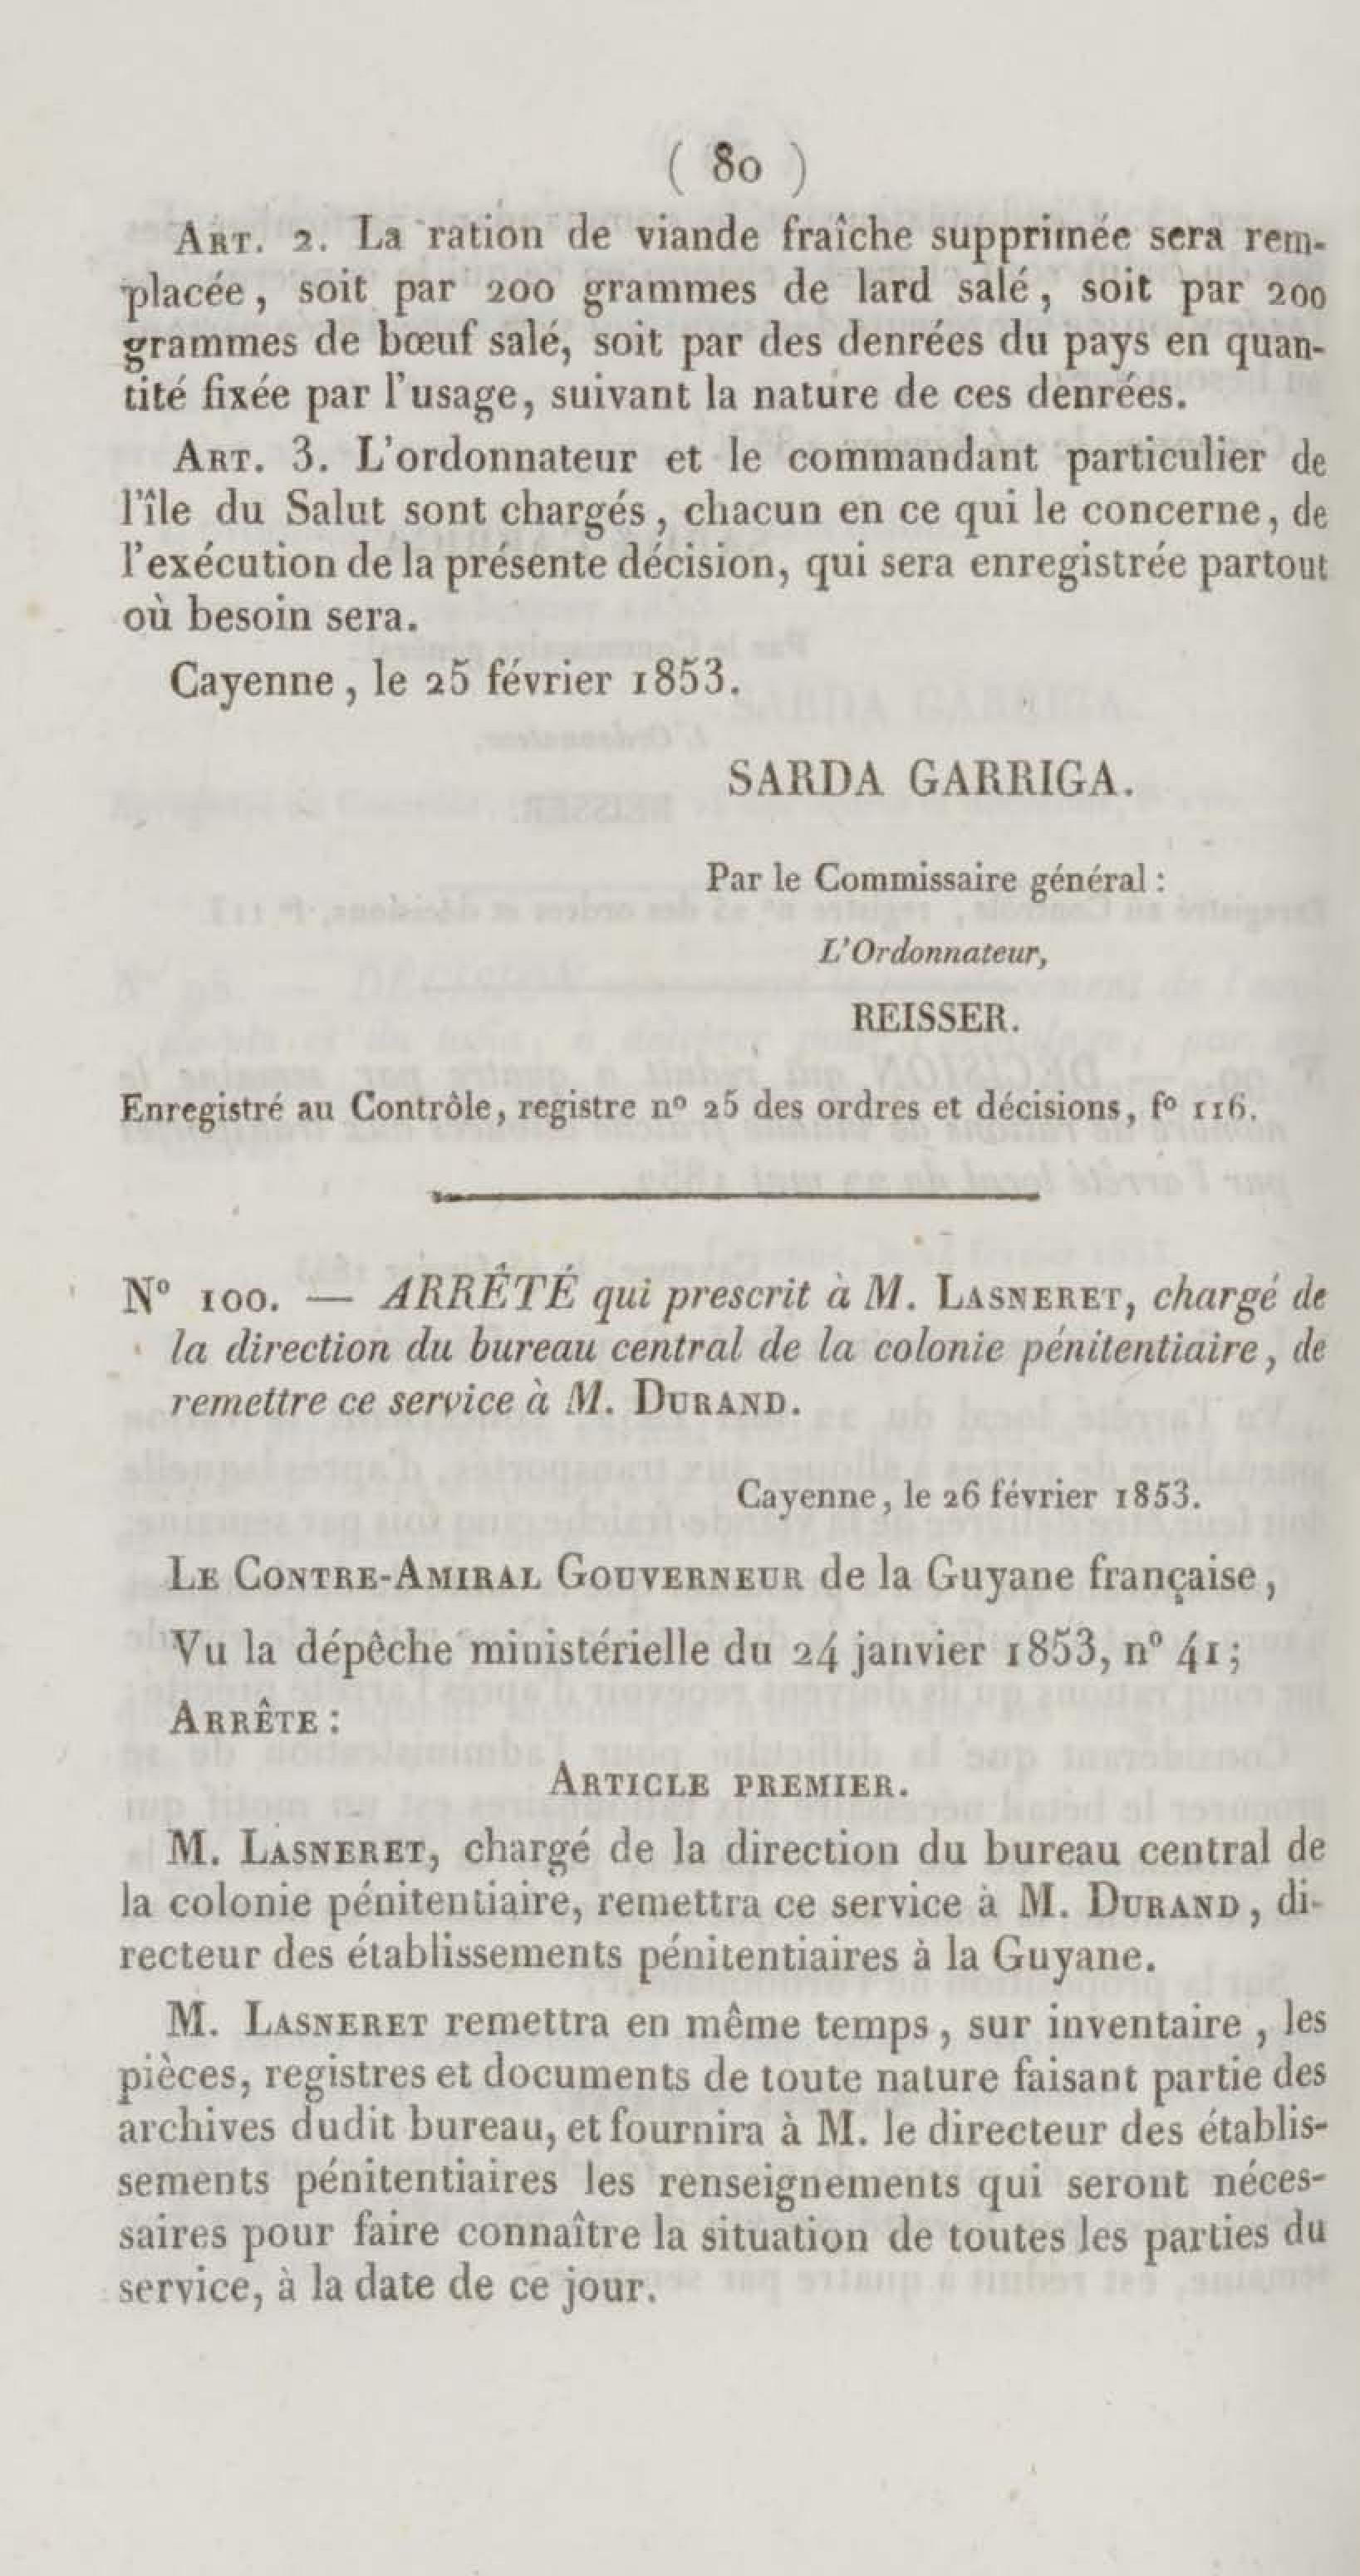 ( 80 )
ART. 2. La ration de viande fraîche supprimée sera rem-
placée, soit par 200 grammes de lard salé, soit par 200
grammes de bœuf salé, soit par des denrées du pays en quan-
tité fixée par l'usage, suivant la nature de ces denrées.
ART. 3. L'ordonnateur et le commandant particulier de
l'île du Salut sont chargés, chacun en ce qui le concerne, de
l'exécution de la présente décision, qui sera enregistrée partout
où besoin sera.
Cayenne, le 25 février 1853.
SARDA GARRIGA.
Par le Commissaire général :
L'Ordonnateur,
REISSER.
Enregistré au Contrôle, registre n° 25 des ordres et décisions, f° 116.
N° 100. — ARRÊTÉ qui prescrit à M. LASNERET, chargé de
la direction du bureau central de la colonie pénitentiaire, de
remettre ce service à M. DURAND.
Cayenne, le 26 février 1853.
LE CONTRE-AMIRAL GOUVERNEUR de la Guyane française,
Vu la dépêche ministérielle du 24 janvier 1853, n° 41;
ARRÊTE :
ARTICLE PREMIER.
M. LASNERET, chargé de la direction du bureau central de
la colonie pénitentiaire, remettra ce service à M. DURAND, di-
recteur des établissements pénitentiaires à la Guyane.
M. LASNERET remettra en même temps, sur inventaire, les
pièces, registres et documents de toute nature faisant partie des
archives dudit bureau, et fournira à M. le directeur des établis-
sements pénitentiaires les renseignements qui seront néces-
saires pour faire connaître la situation de toutes les parties du
service, à la date de ce jour.